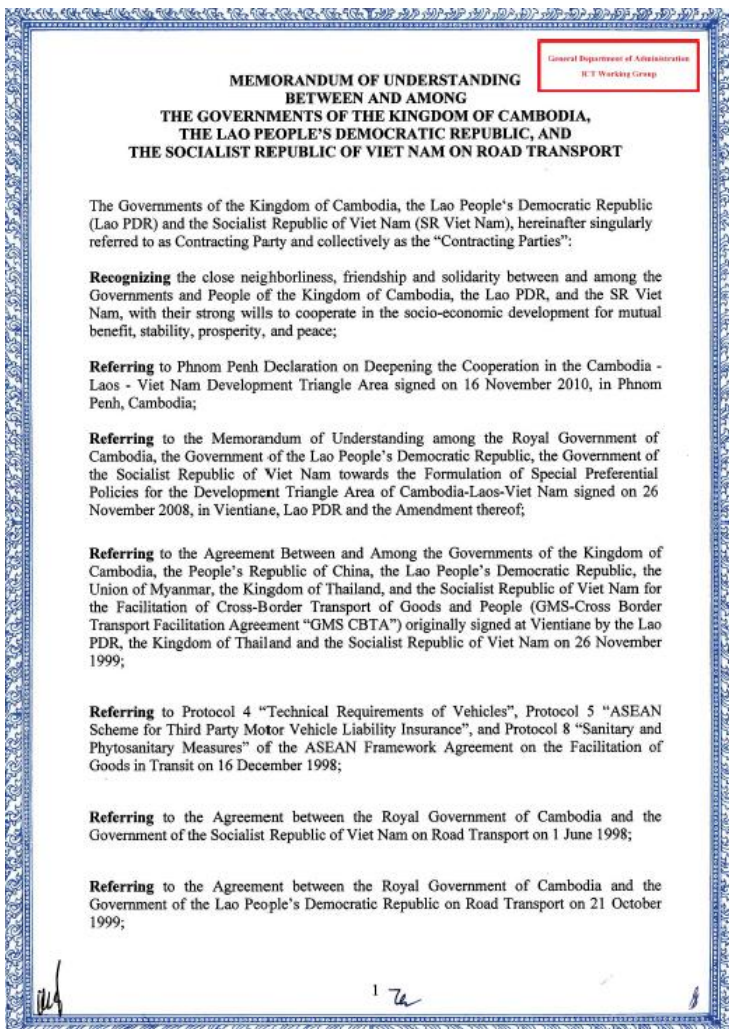 General Department of Administration
ICT Working Group
MEMORANDUM OF UNDERSTANDING
BETWEEN AND AMONG
THE GOVERNMENTS OF THE KINGDOM OF CAMBODIA,
THE LAO PEOPLE'S DEMOCRATIC REPUBLIC, AND
THE SOCIALIST REPUBLIC OF VIET NAM ON ROAD TRANSPORT
The Governments of the Kingdom of Cambodia, the Lao People's Democratic Republic
(Lao PDR) and the Socialist Republic of Viet Nam (SR Viet Nam), hereinafter singularly
referred to as Contracting Party and collectively as the “Contracting Parties”:
Recognizing the close neighborliness, friendship and solidarity between and among the
Governments and People of the Kingdom of Cambodia, the Lao PDR, and the SR Viet
Nam, with their strong wills to cooperate in the socio-economic development for mutual
benefit, stability, prosperity, and peace;
Referring to Phnom Penh Declaration on Deepening the Cooperation in the Cambodia -
Laos - Viet Nam Development Triangle Area signed on 16 November 2010, in Phnom
Penh, Cambodia;
Referring to the Memorandum of Understanding among the Royal Government of
Cambodia, the Government of the Lao People's Democratic Republic, the Government of
the Socialist Republic of Viet Nam towards the Formulation of Special Preferential
Policies for the Development Triangle Area of Cambodia-Laos-Viet Nam signed on 26
November 2008, in Vientiane, Lao PDR and the Amendment thereof;
Referring to the Agreement Between and Among the Governments of the Kingdom of
Cambodia, the People's Republic of China, the Lao People's Democratic Republic, the
Union of Myanmar, the Kingdom of Thailand, and the Socialist Republic of Viet Nam for
the Facilitation of Cross-Border Transport of Goods and People (GMS-Cross Border
Transport Facilitation Agreement “GMS CBTA”) originally signed at Vientiane by the Lao
PDR, the Kingdom of Thailand and the Socialist Republic of Viet Nam on 26 November
1999;
Referring to Protocol 4 “Technical Requirements of Vehicles”, Protocol 5 “ASEAN
Scheme for Third Party Motor Vehicle Liability Insurance”, and Protocol 8 “Sanitary and
Phytosanitary Measures” of the ASEAN Framework Agreement on the Facilitation of
Goods in Transit on 16 December 1998;
Referring to the Agreement between the Royal Government of Cambodia and the
Government of the Socialist Republic of Viet Nam on Road Transport on 1 June 1998;
Referring to the Agreement between the Royal Government of Cambodia and the
Government of the Lao People's Democratic Republic on Road Transport on 21 October
1999;
1